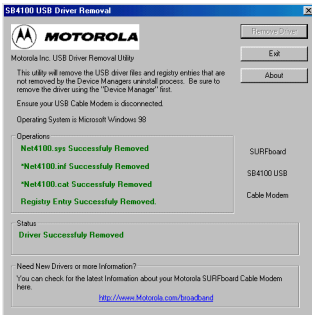 SB4100 USB Driver Removal
MOTOROLA
Remove Driver
Motorola Inc. USB Driver Removal Utility
Exit
This utility will remove the USB driver files and registry entries that are
not removed by the Device Managers uninstall process. Be sure to
remove the driver using the "Device Manager" first.
About
Ensure your USB Cable Modem is disconnected.
Operating System is Microsoft Windows 98
Operations
Net4100.sys Successfuly Removed
*Net4100.inf Successfuly Removed
*Net4100.cat Successfuly Removed
Registry Entry Successfuly Removed.
SURFboard
SB4100 USB
Cable Modem
Status
Driver Successfuly Removed
Need New Drivers or more Information?
You can check for the latest Information about your Motorola SURFboard Cable Modem
here.
http://www.Motorola.com/broadband